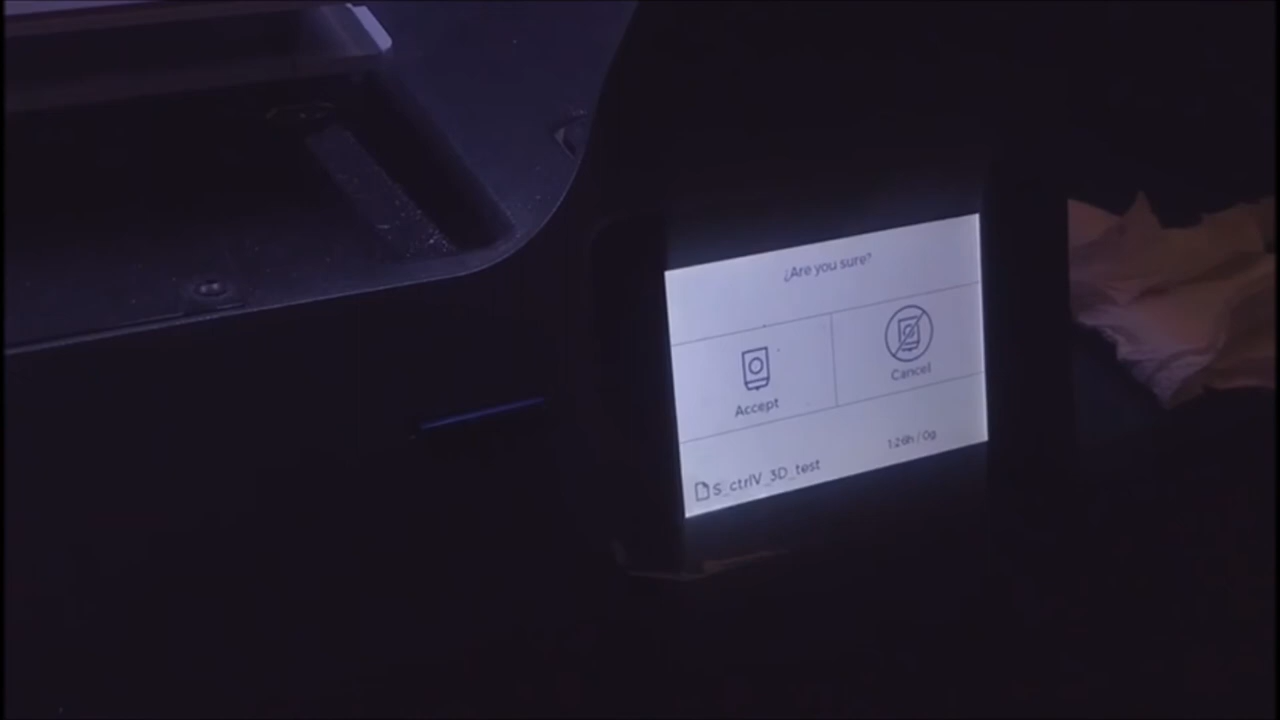 ¿Are you sure?
Accept
Cancel
1:26h / 0g
S_ctrlV_3D_test